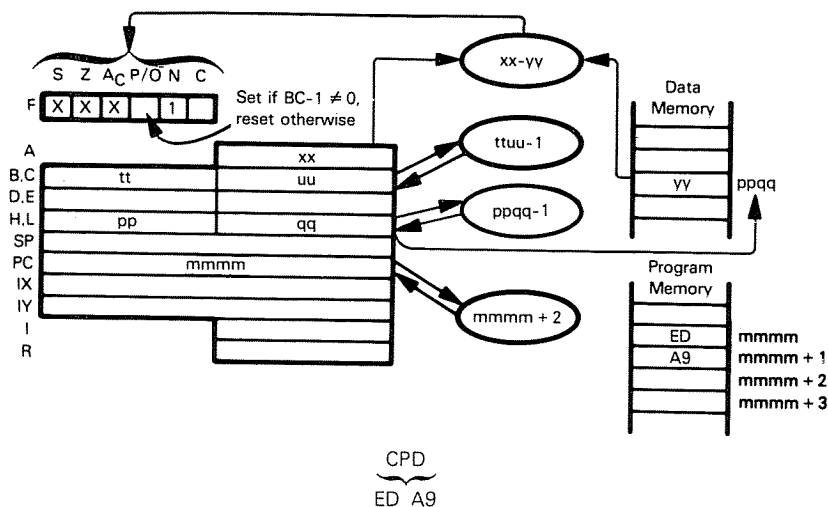 S Z AC P/O N C
F X X X 1
Set if BC-1 ≠ 0,
reset otherwise
xx-yy
Data
Memory
A xx
B.C tt uu
D.E
H.L pp qq
SP
PC mmmm
IX
IY
I
R
ttuu-1
ppqq-1
mmmm + 2
yy ppqq
Program
Memory
ED mmmm
A9 mmmm + 1
mmmm + 2
mmmm + 3
CPD
ED A9